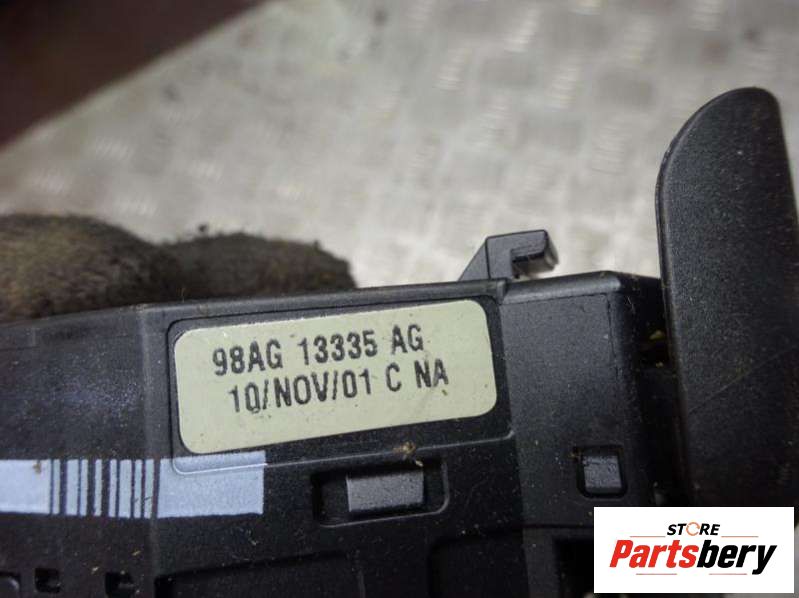 98AG 13335 AG
10/NOV/01 C NA
STORE
Partsbery